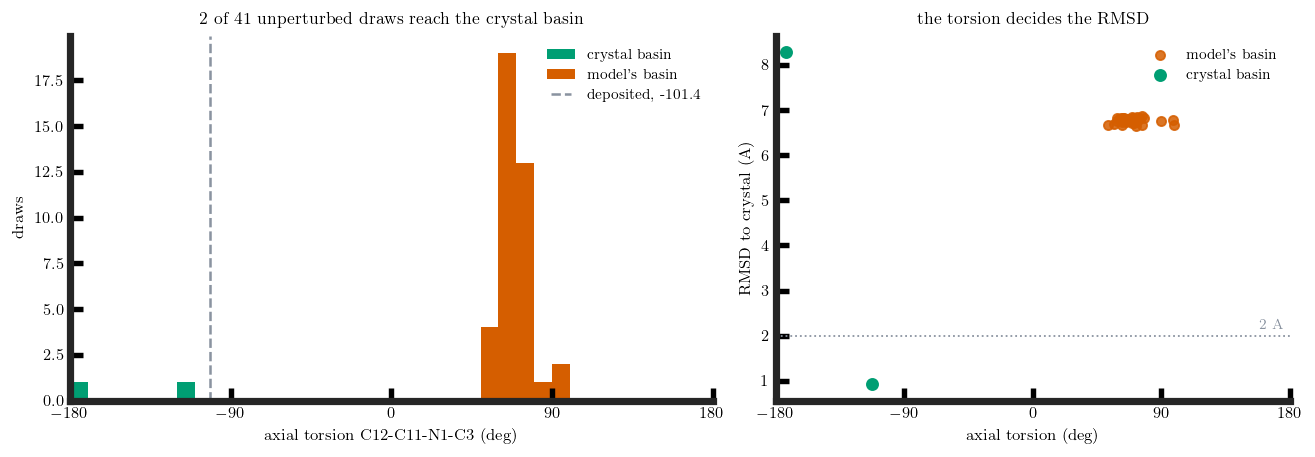 2 of 41 unperturbed draws reach the crystal basin
crystal basin
model's basin
deposited, -101.4
17.5
15.0
12.5
10.0
7.5
5.0
2.5
0.0
draws
−180
−90
0
90
180
axial torsion C12-C11-N1-C3 (deg)
the torsion decides the RMSD
model's basin
crystal basin
8
7
6
5
4
3
2
1
RMSD to crystal (A)
2 A
−180
−90
0
90
180
axial torsion (deg)